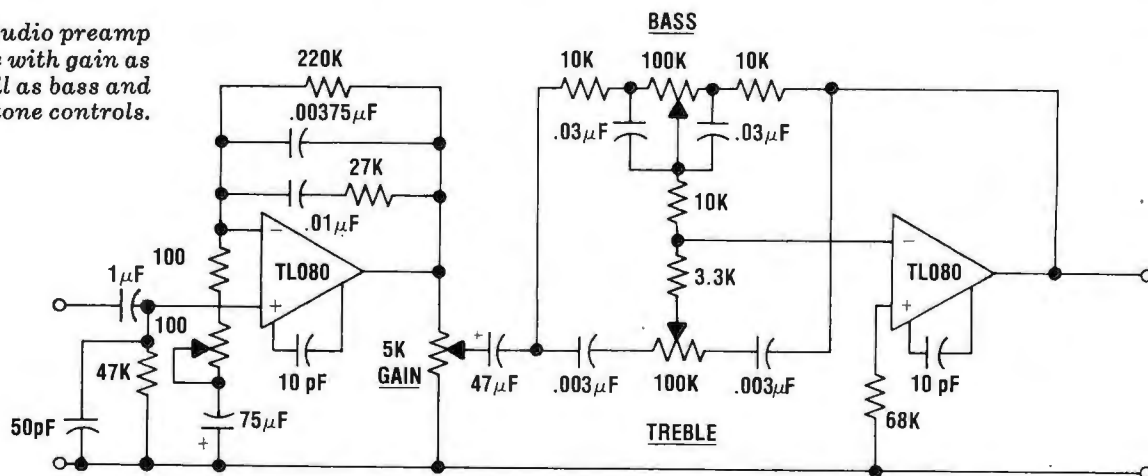 udio preamp
with gain as
ll as bass and
tone controls.
BASS
220K
10K
100K
10K
.00375μF
.03μF
.03μF
27K
.01μF
10K
100
TL080
TL080
1μF
3.3K
100
5K
GAIN
47K
10 pF
47μF
.003μF
100K
.003μF
10 pF
50pF
75μF
68K
TREBLE